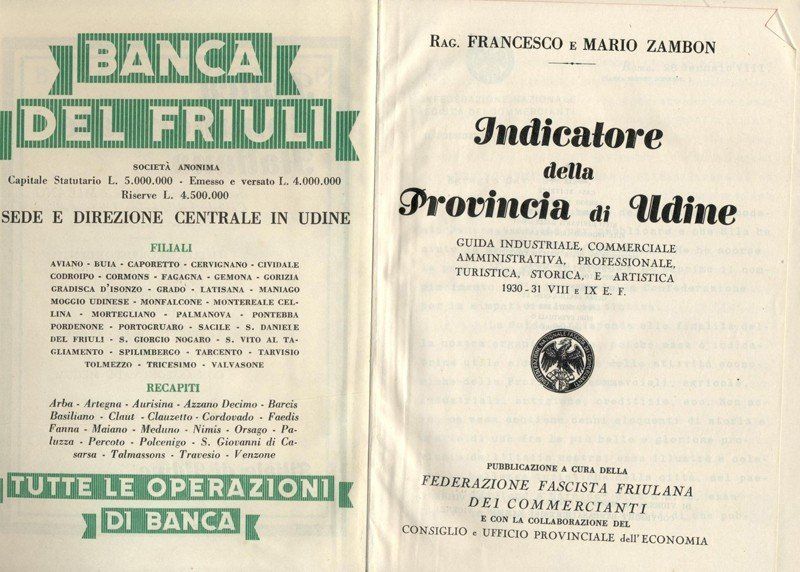 BANCA
DEL FRIULI
SOCIETÀ ANONIMA
Capitale Statutario L. 5.000.000 - Emesso e versato L. 4.000.000
Riserve L. 4.500.000
SEDE E DIREZIONE CENTRALE IN UDINE
FILIALI
AVIANO - BUIA - CAPORETTO - CERVIGNANO - CIVIDALE
CODROIPO - CORMONS - FAGAGNA - GEMONA - GORIZIA
GRADISCA D'ISONZO - GRADO - LATISANA - MANIAGO
MOGGIO UDINESE - MONFALCONE - MONTEREALE CEL-
LINA - MORTEGLIANO - PALMANOVA - PONTEBBA
PORDENONE - PORTOGRUARO - SACILE - S. DANIELE
DEL FRIULI - S. GIORGIO NOGARO - S. VITO AL TA-
GLIAMENTO - SPILIMBERGO - TARCENTO - TARVISIO
TOLMEZZO - TRICESIMO - VALVASONE
RECAPITI
Arba - Artegna - Aurisina - Azzano Decimo - Barcis
Basiliano - Claut - Clauzetto - Cordovado - Faedis
Fanna - Maiano - Meduno - Nimis - Orsago - Pa-
luzza - Percoto - Polcenigo - S. Giovanni di Ca-
sarsa - Talmassons - Travesio - Venzone
TUTTE LE OPERAZIONI
DI BANCA
RAG. FRANCESCO E MARIO ZAMBON
Indicatore
della
Provincia di Udine
GUIDA INDUSTRIALE, COMMERCIALE
AMMINISTRATIVA, PROFESSIONALE,
TURISTICA, STORICA, E ARTISTICA
1930-31 VIII E IX E. F.
PUBBLICAZIONE A CURA DELLA
FEDERAZIONE FASCISTA FRIULANA
DEI COMMERCIANTI
E CON LA COLLABORAZIONE DEL
CONSIGLIO e UFFICIO PROVINCIALE dell'ECONOMIA